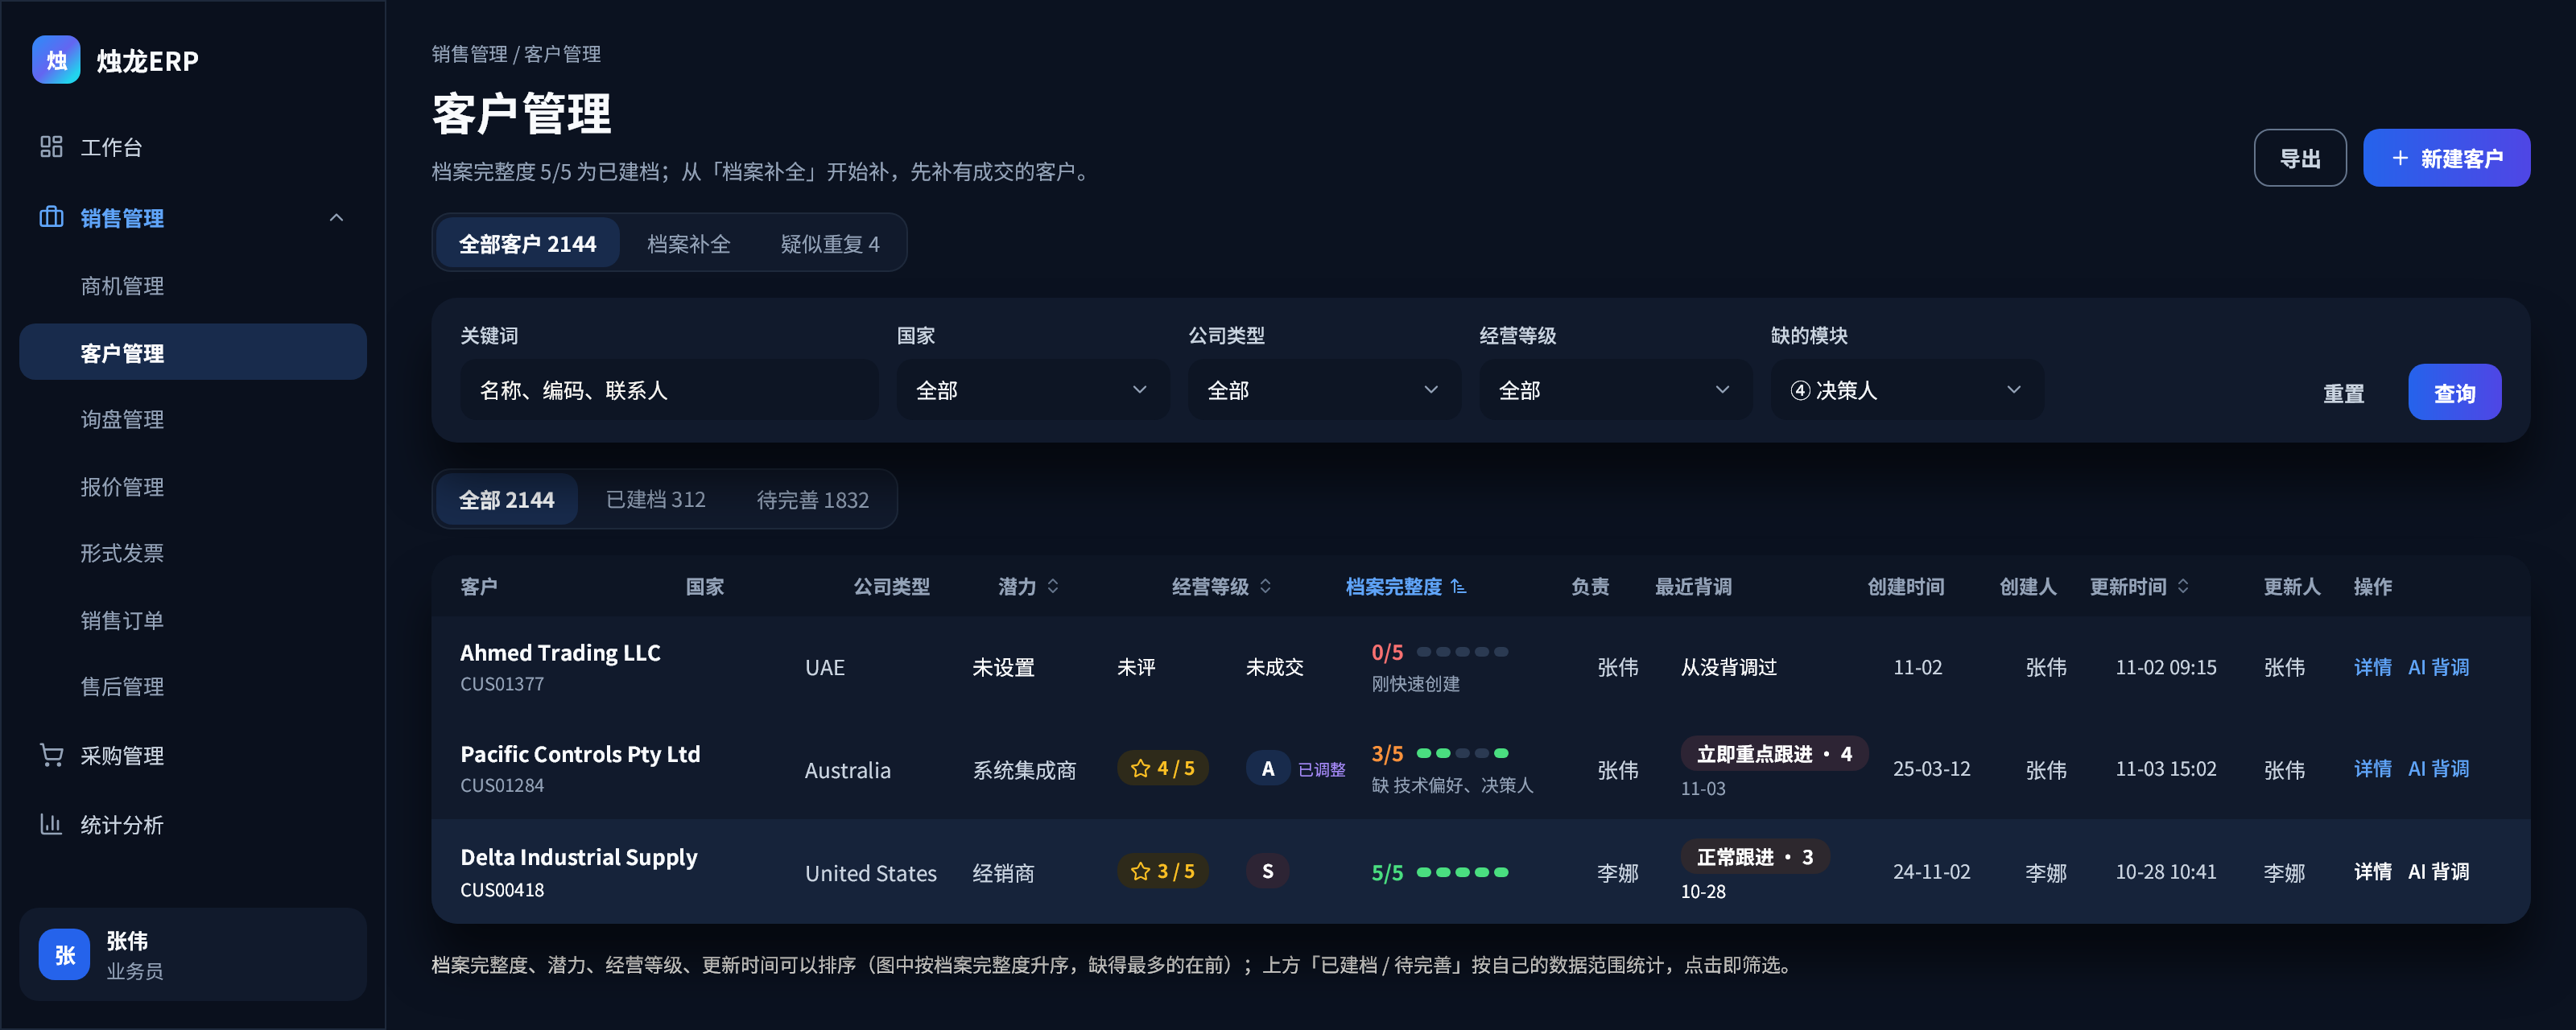 烛 烛龙ERP
工作台
销售管理
商机管理
客户管理
询盘管理
报价管理
形式发票
销售订单
售后管理
采购管理
统计分析
张 张伟
业务员
销售管理 / 客户管理
客户管理
档案完整度 5/5 为已建档；从「档案补全」开始补，先补有成交的客户。
导出 + 新建客户
全部客户 2144 档案补全 疑似重复 4
关键词 国家 公司类型 经营等级 缺的模块
名称、编码、联系人 全部 全部 全部 ④ 决策人 重置 查询
全部 2144 已建档 312 待完善 1832
客户 国家 公司类型 潜力 经营等级 档案完整度 负责 最近背调 创建时间 创建人 更新时间 更新人 操作
Ahmed Trading LLC UAE 未设置 未评 未成交 0/5 张伟 从没背调过 11-02 张伟 11-02 09:15 张伟 详情 AI 背调
CUS01377 刚快速创建
Pacific Controls Pty Ltd Australia 系统集成商 4 / 5 A 已调整 3/5 张伟 立即重点跟进 · 4 25-03-12 张伟 11-03 15:02 张伟 详情 AI 背调
CUS01284 缺 技术偏好、决策人 11-03
Delta Industrial Supply United States 经销商 3 / 5 S 5/5 李娜 正常跟进 · 3 24-11-02 李娜 10-28 10:41 李娜 详情 AI 背调
CUS00418 10-28
档案完整度、潜力、经营等级、更新时间可以排序（图中按档案完整度升序，缺得最多的在前）；上方「已建档 / 待完善」按自己的数据范围统计，点击即筛选。